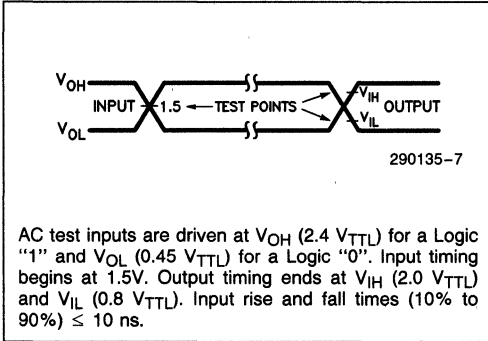 VOH
INPUT 1.5 TEST POINTS VIH OUTPUT
VIL
VOL
290135-7
AC test inputs are driven at VOH (2.4 VTTL) for a Logic
"1" and VOL (0.45 VTTL) for a Logic "0". Input timing
begins at 1.5V. Output timing ends at VIH (2.0 VTTL)
and VIL (0.8 VTTL). Input rise and fall times (10% to
90%) ≤ 10 ns.